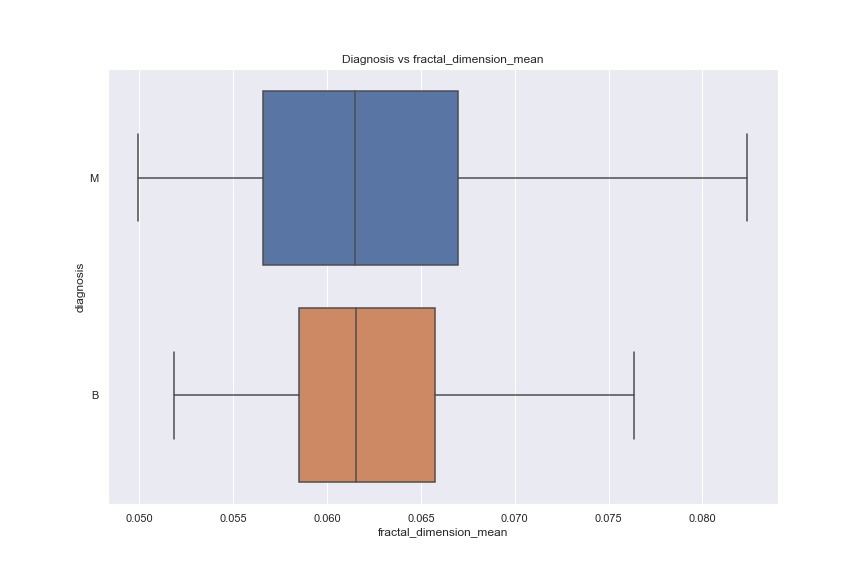 Diagnosis vs fractal_dimension_mean
M
diagnosis
B
0.050 0.055 0.060 0.065 0.070 0.075 0.080
fractal_dimension_mean